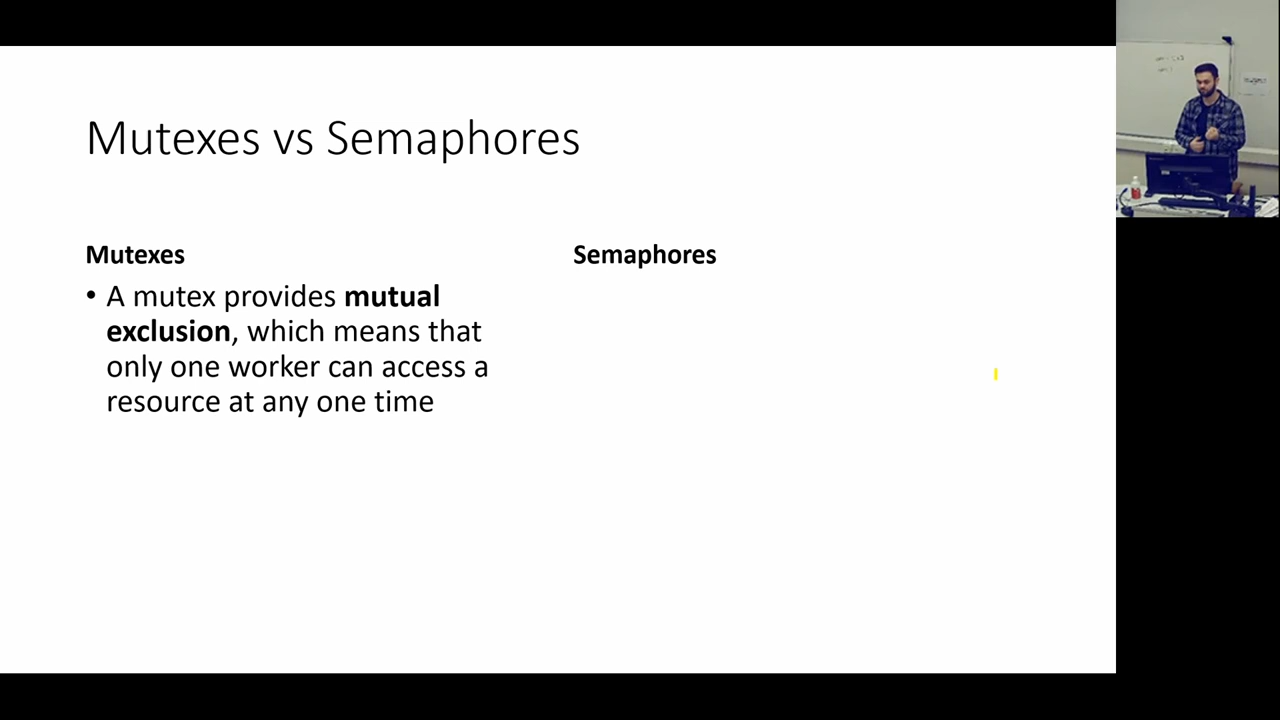 Mutexes vs Semaphores
Mutexes
• A mutex provides mutual
exclusion, which means that
only one worker can access a
resource at any one time
Semaphores